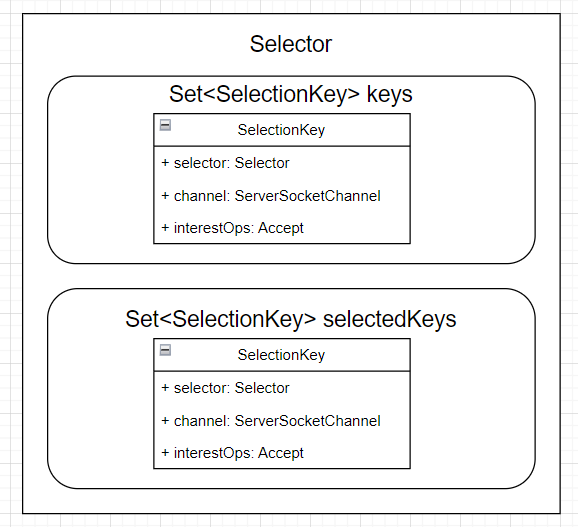 Selector
Set<SelectionKey> keys
SelectionKey
+ selector: Selector
+ channel: ServerSocketChannel
+ interestOps: Accept
Set<SelectionKey> selectedKeys
SelectionKey
+ selector: Selector
+ channel: ServerSocketChannel
+ interestOps: Accept